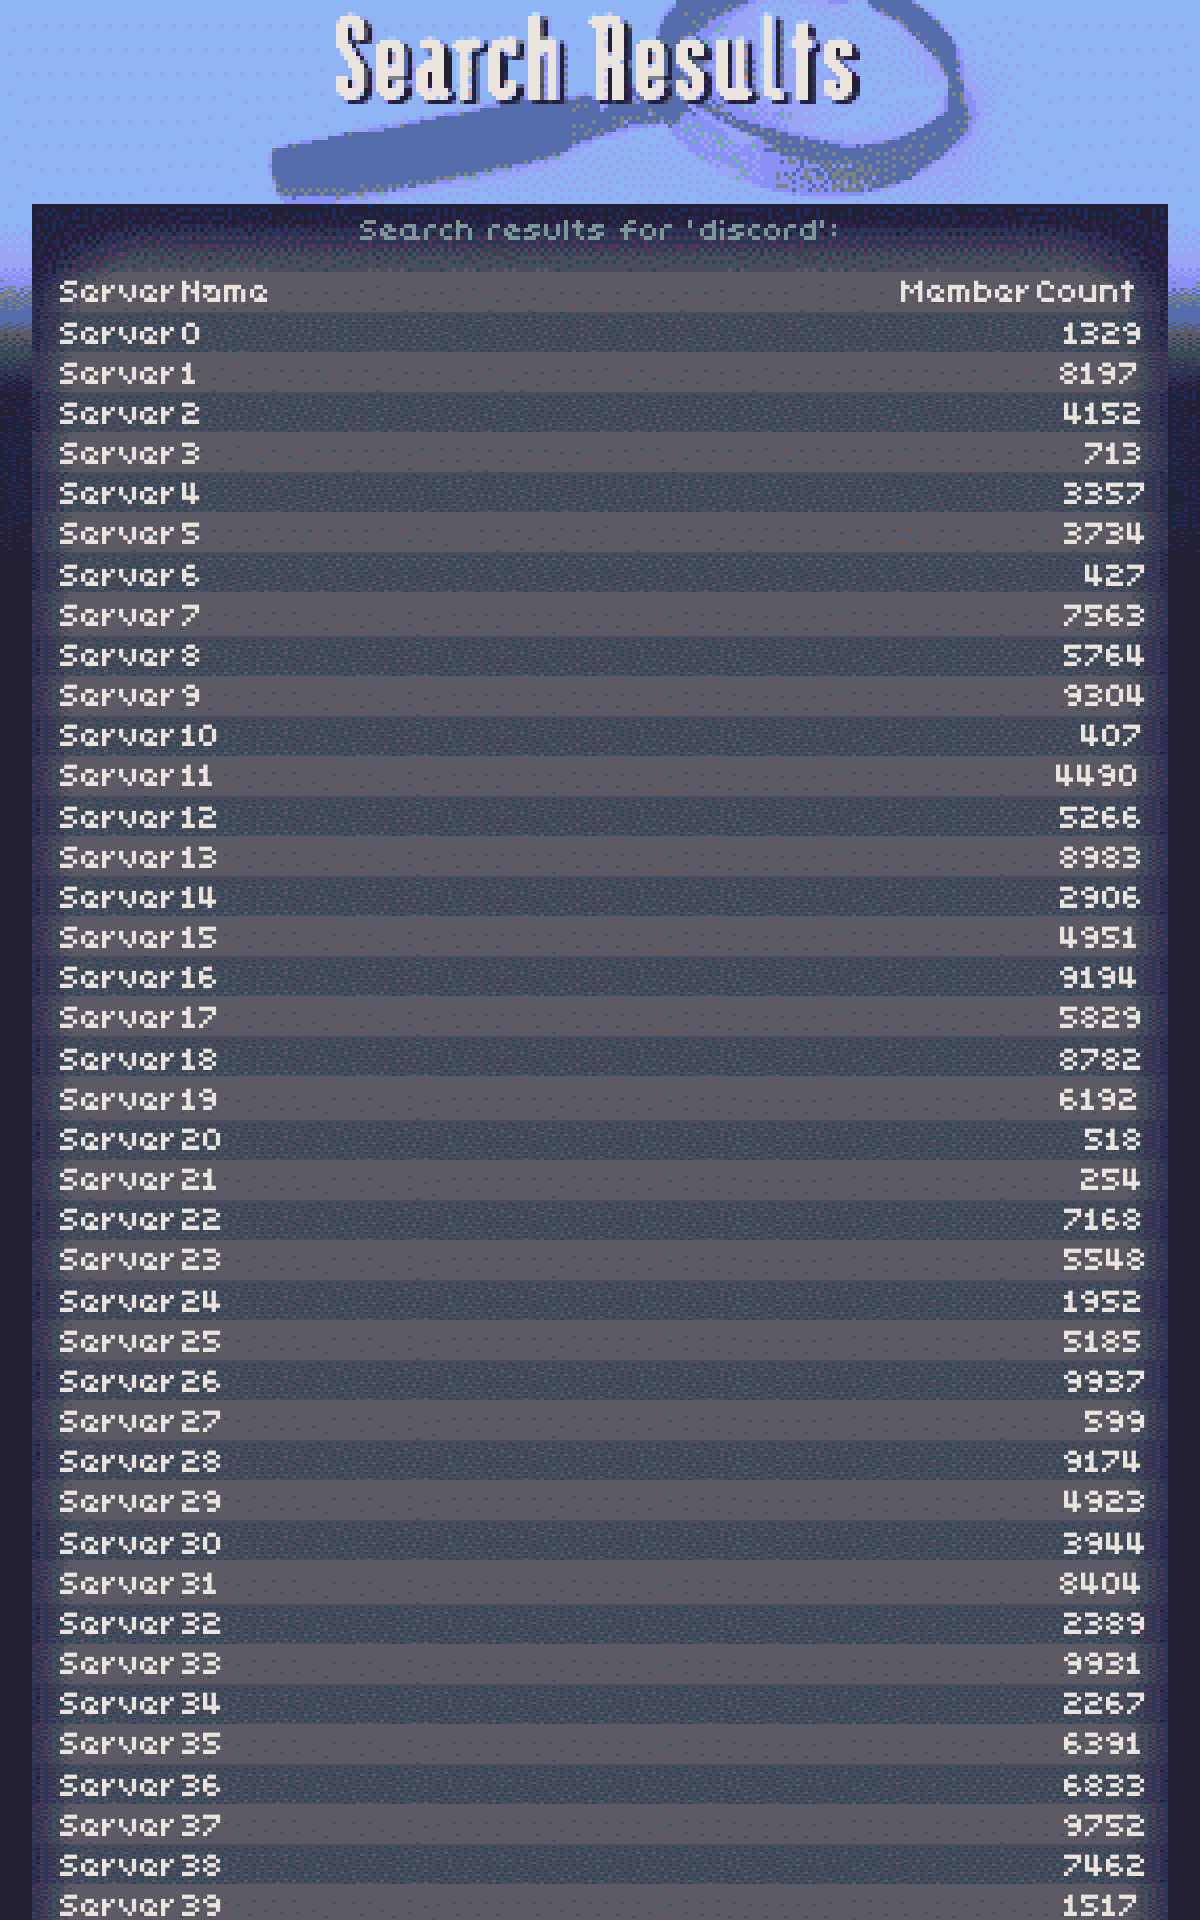 Search Results
Search results for 'discord':
Server Name Member Count
Server 0 1329
Server 1 8197
Server 2 4152
Server 3 713
Server 4 3357
Server 5 3734
Server 6 427
Server 7 7563
Server 8 5764
Server 9 9304
Server 10 407
Server 11 4490
Server 12 5266
Server 13 8983
Server 14 2906
Server 15 4951
Server 16 9194
Server 17 5829
Server 18 8782
Server 19 6192
Server 20 518
Server 21 254
Server 22 7168
Server 23 5548
Server 24 1952
Server 25 5185
Server 26 9937
Server 27 599
Server 28 9174
Server 29 4923
Server 30 3944
Server 31 8404
Server 32 2389
Server 33 9931
Server 34 2267
Server 35 6391
Server 36 6833
Server 37 9752
Server 38 7462
Server 39 1517